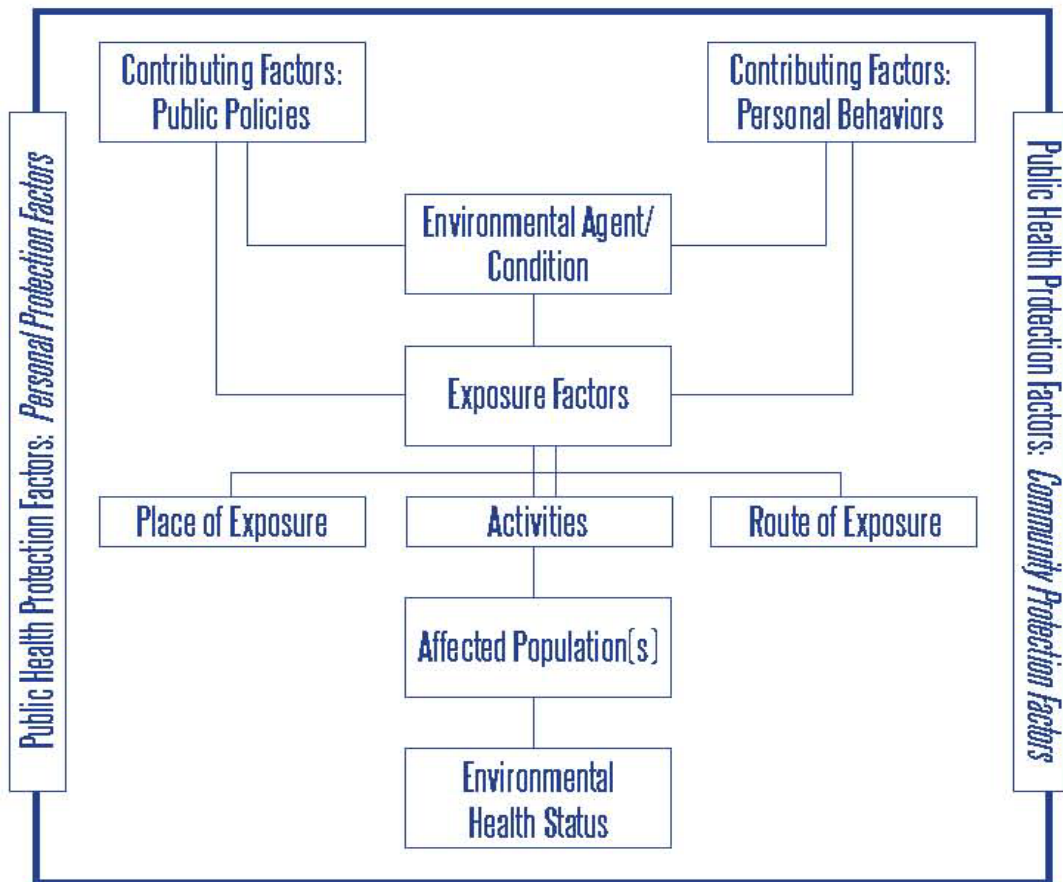 Contributing Factors:
Public Policies
Contributing Factors:
Personal Behaviors
Public Health Protection Factors: Personal Protection Factors
Public Health Protection Factors: Community Protection Factors
Environmental Agent/
Condition
Exposure Factors
Place of Exposure
Activities
Route of Exposure
Affected Population(s)
Environmental
Health Status